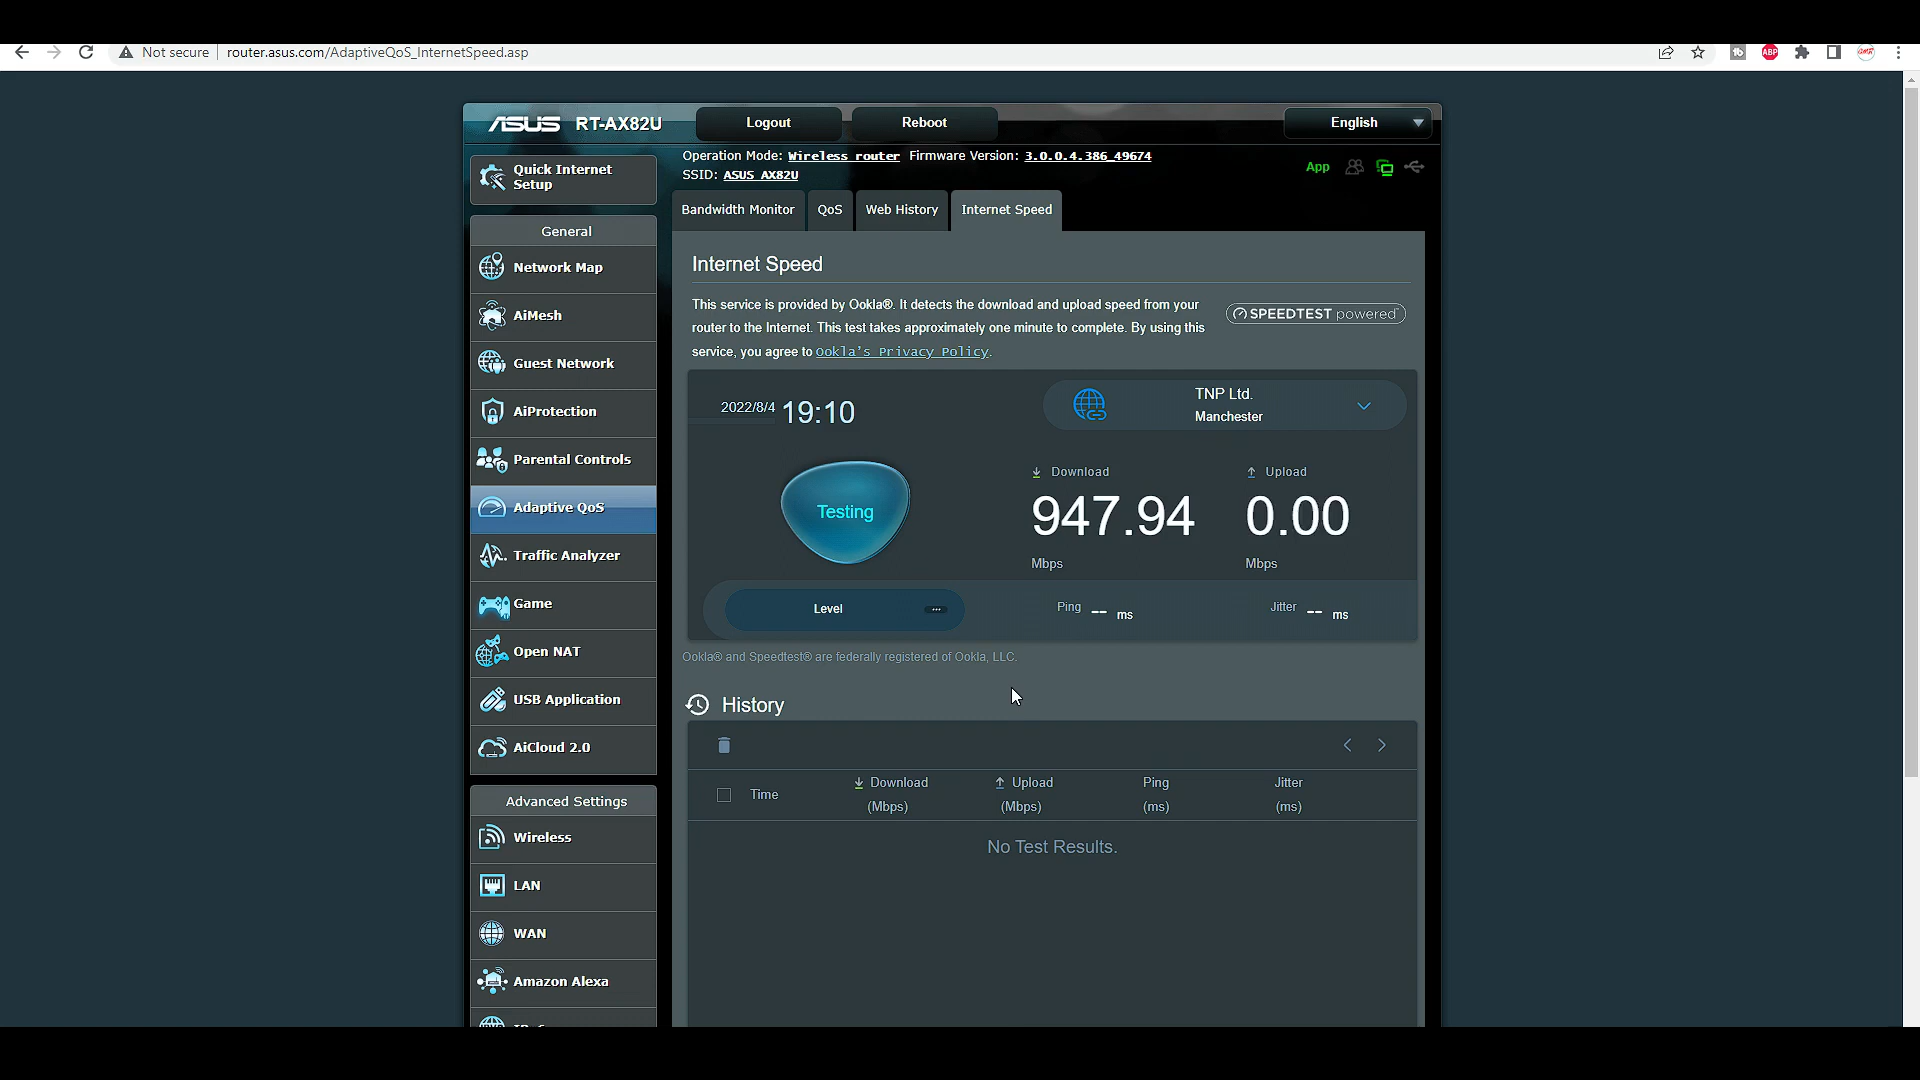 Not secure
router.asus.com/AdaptiveQoS_InternetSpeed.asp
ABP
ASUS RT-AX82U
Logout
Reboot
English
Operation Mode: Wireless router Firmware Version: 3.0.0.4.386_49674
SSID: ASUS_AX82U
App
Quick Internet
Setup
General
Network Map
AiMesh
Guest Network
AiProtection
Parental Controls
Adaptive QoS
Traffic Analyzer
Game
Open NAT
USB Application
AiCloud 2.0
Advanced Settings
Wireless
LAN
WAN
Amazon Alexa
Bandwidth Monitor
QoS
Web History
Internet Speed
Internet Speed
This service is provided by Ookla®. It detects the download and upload speed from your
router to the Internet. This test takes approximately one minute to complete. By using this
service, you agree to Ookla's Privacy Policy.
SPEEDTEST powered™
2022/8/4 19:10
TNP Ltd.
Manchester
Testing
Download
947.94
Mbps
Upload
0.00
Mbps
Level ...
Ping -- ms
Jitter -- ms
Ookla® and Speedtest® are federally registered of Ookla, LLC.
History
Time
Download
(Mbps)
Upload
(Mbps)
Ping
(ms)
Jitter
(ms)
No Test Results.